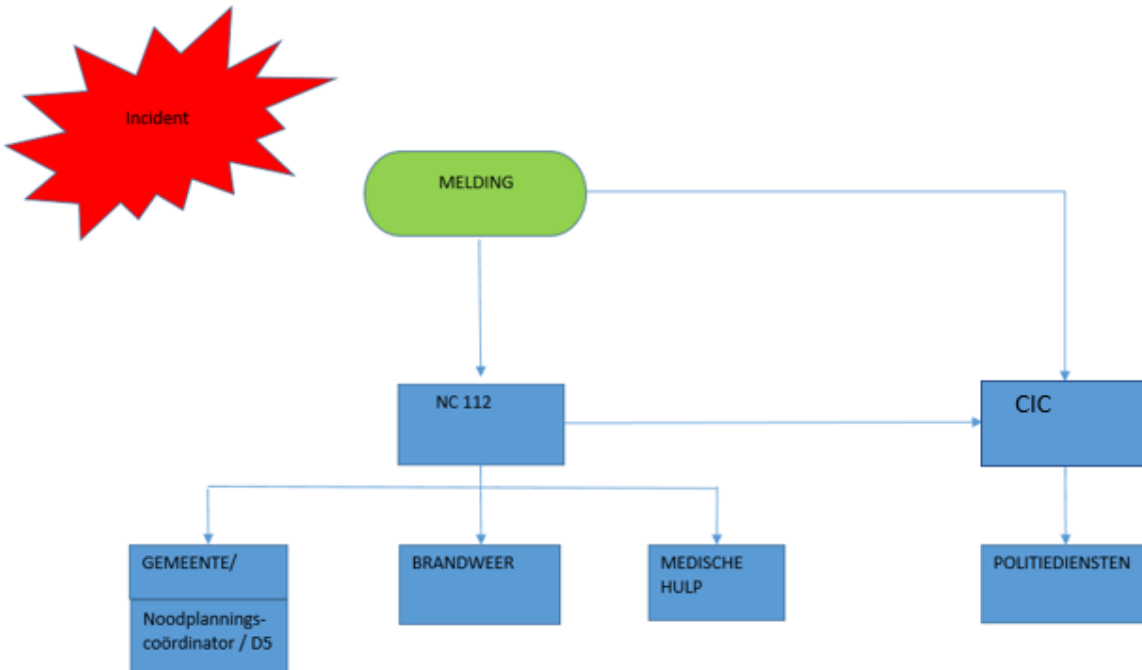 Incident
MELDING
NC 112
CIC
GEMEENTE/
Noodplannings-
coördinator / D5
BRANDWEER
MEDISCHE
HULP
POLITIEDIENSTEN